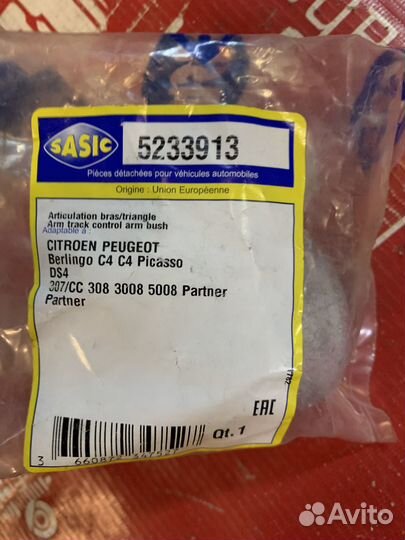 SASIC
5233913
Pièces détachées pour véhicules automobiles
Origine : Union Européenne
Articulation bras/triangle
Arm track control arm bush
Adaptable à :
CITROEN PEUGEOT
Berlingo C4 C4 Picasso
DS4
307/CC 308 3008 5008 Partner
Partner
EAC
Qt. 1
3
Avito